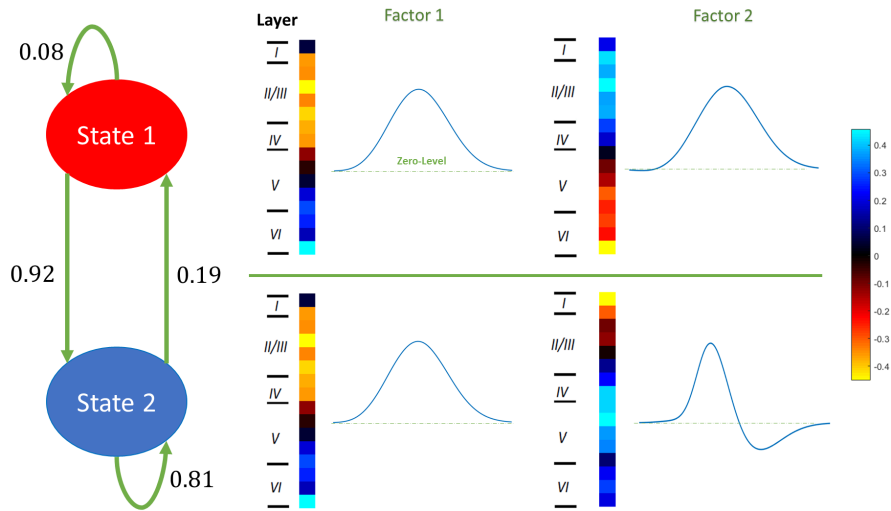 Layer
Factor 1
Factor 2
0.08
State 1
0.92
0.19
State 2
0.81
I
II/III
IV
V
VI
Zero-Level
I
II/III
IV
V
VI
0.4
0.3
0.2
0.1
0
-0.1
-0.2
-0.3
-0.4
I
II/III
IV
V
VI
I
II/III
IV
V
VI